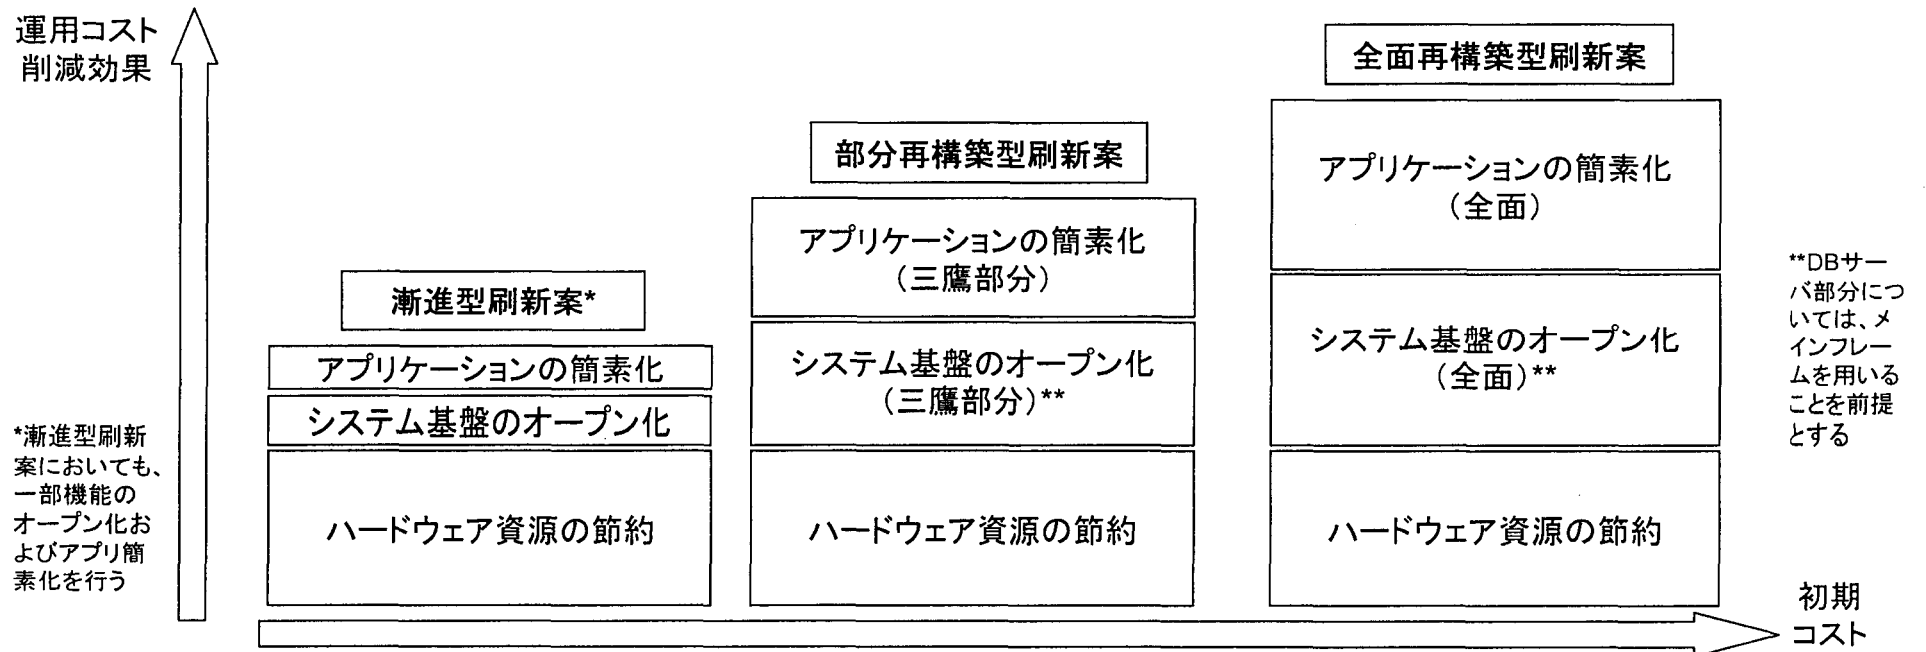 運用コスト
削減効果
漸進型刷新案*
アプリケーションの簡素化
システム基盤のオープン化
ハードウェア資源の節約
部分再構築型刷新案
アプリケーションの簡素化
(三鷹部分)
システム基盤のオープン化
(三鷹部分)**
ハードウェア資源の節約
全面再構築型刷新案
アプリケーションの簡素化
(全面)
システム基盤のオープン化
(全面)**
ハードウェア資源の節約
*漸進型刷新
案においても、
一部機能の
オープン化お
よびアプリ簡
素化を行う
**DBサー
バ部分につ
いては、メ
インフレー
ムを用いる
ことを前提
とする
初期
コスト